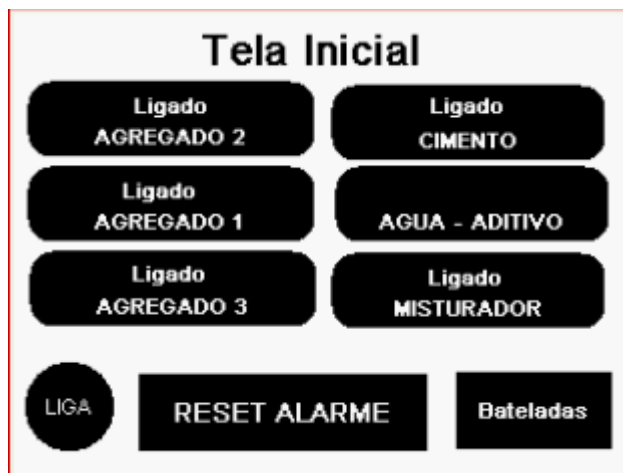 Tela Inicial
Ligado
AGREGADO 2
Ligado
CIMENTO
Ligado
AGREGADO 1
AGUA - ADITIVO
Ligado
AGREGADO 3
Ligado
MISTURADOR
LIGA
RESET ALARME
Bateladas